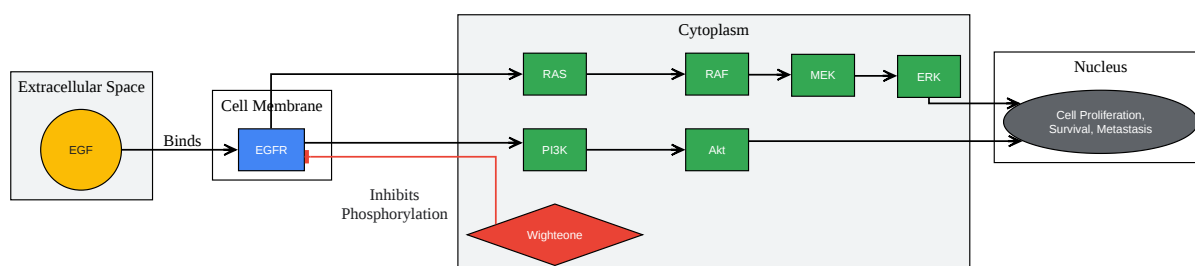 Extracellular Space
EGF
Binds
Cell Membrane
EGFR
Inhibits
Phosphorylation
Cytoplasm
RAS
RAF
MEK
ERK
PI3K
Akt
Wighteone
Nucleus
Cell Proliferation,
Survival, Metastasis